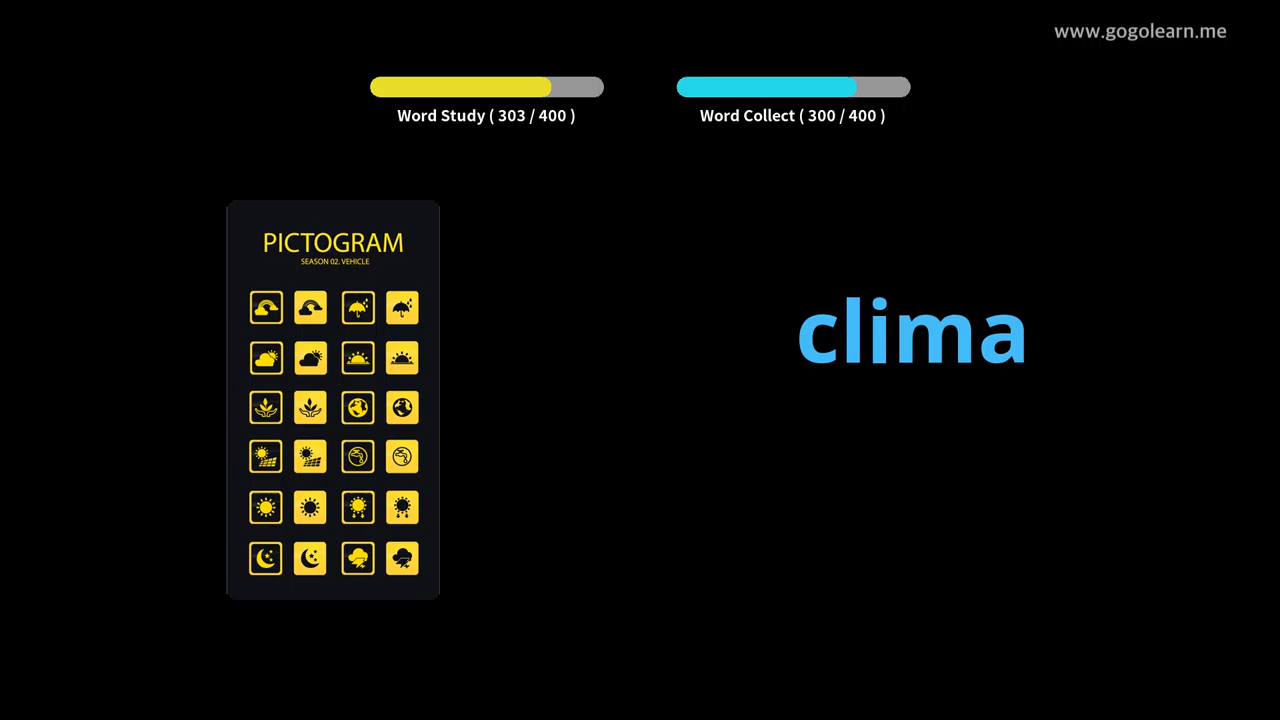 www.gogolearn.me
Word Study ( 303 / 400 )
Word Collect ( 300 / 400 )
PICTOGRAM
SEASON 02. VEHICLE
clima